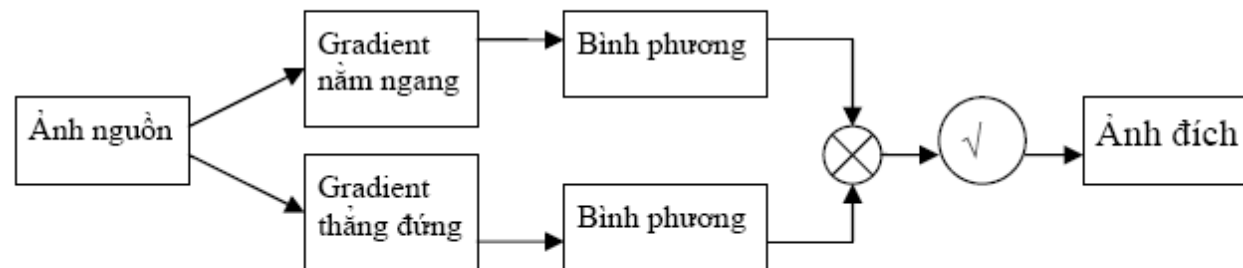 Ảnh nguồn
Gradient
nằm ngang
Bình phương
Gradient
thẳng đứng
Bình phương
√
Ảnh đích